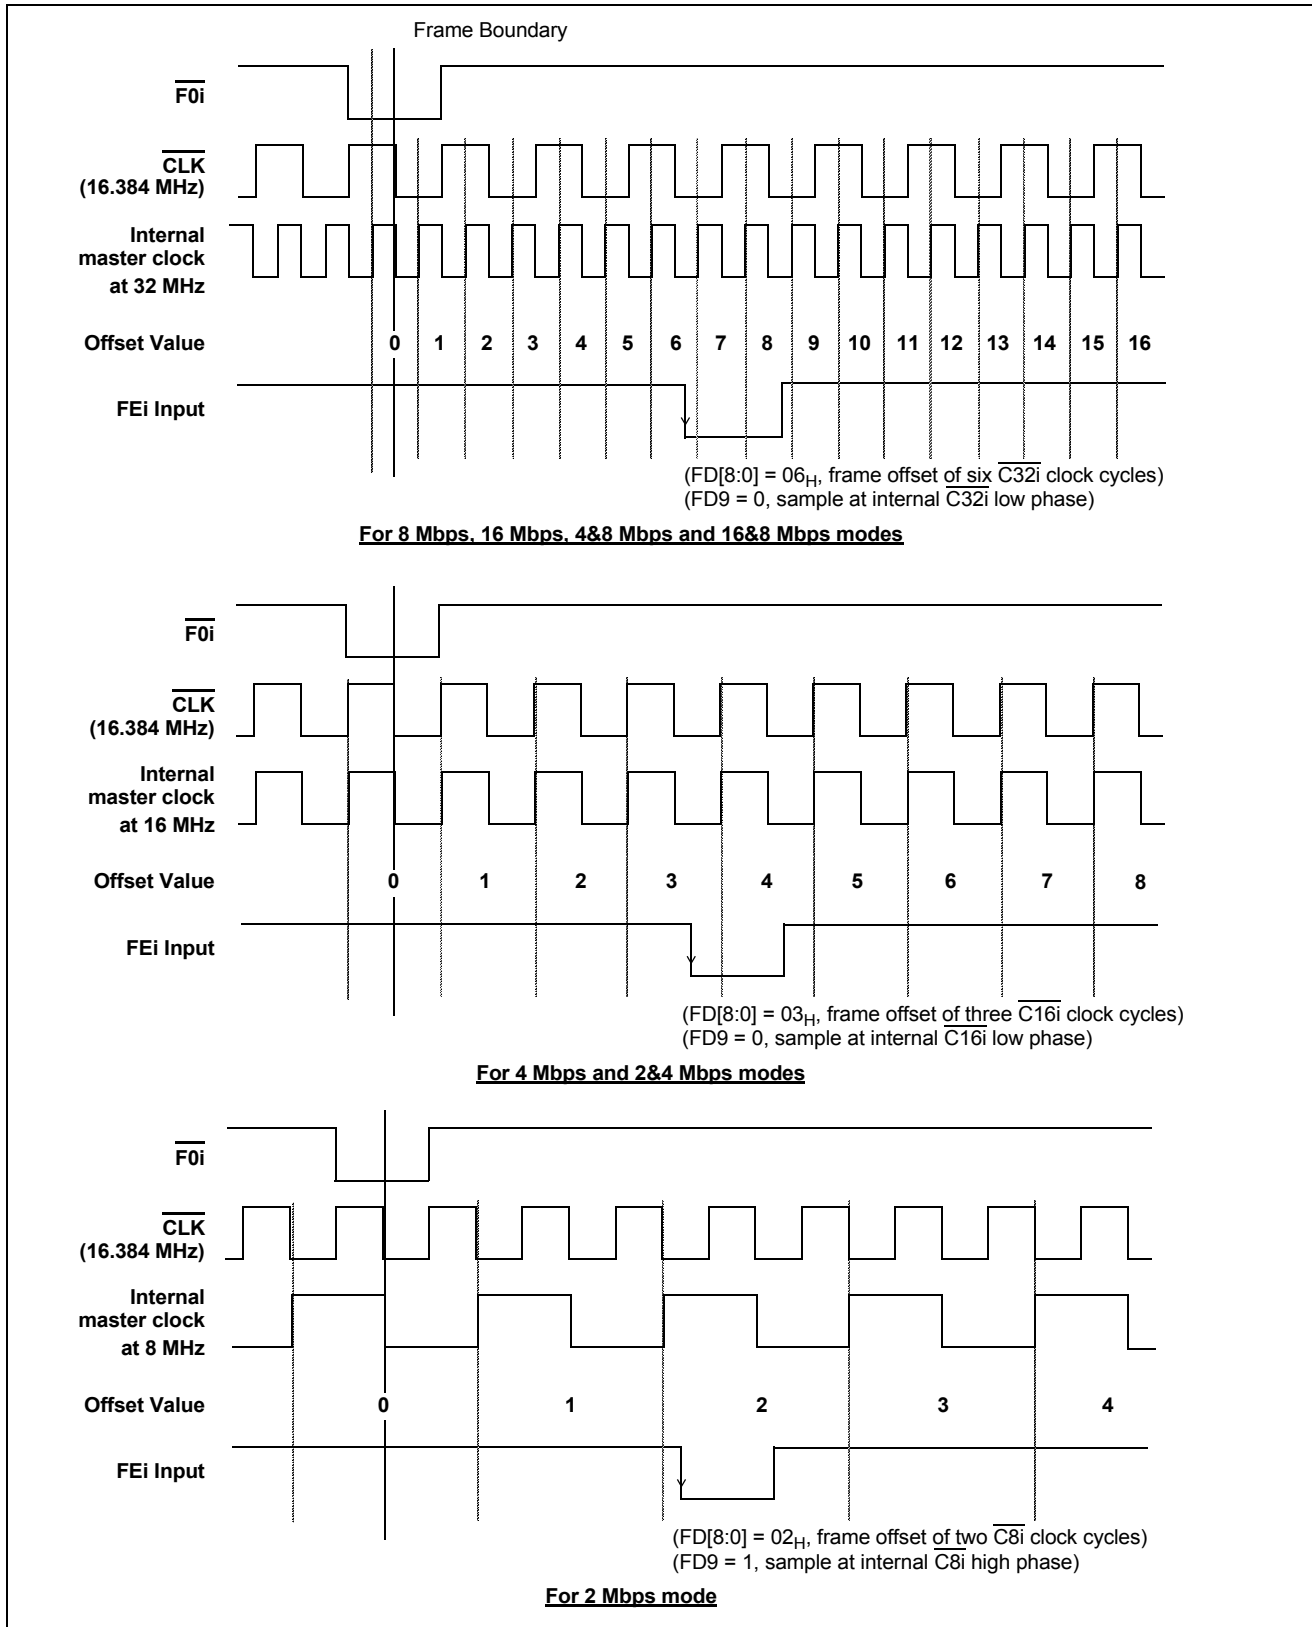 Frame Boundary
F0i
CLK
(16.384 MHz)
Internal
master clock
at 32 MHz
Offset Value 0 1 2 3 4 5 6 7 8 9 10 11 12 13 14 15 16
FEi Input
(FD[8:0] = 06H, frame offset of six C32i clock cycles)
(FD9 = 0, sample at internal C32i low phase)
For 8 Mbps, 16 Mbps, 4&8 Mbps and 16&8 Mbps modes
F0i
CLK
(16.384 MHz)
Internal
master clock
at 16 MHz
Offset Value 0 1 2 3 4 5 6 7 8
FEi Input
(FD[8:0] = 03H, frame offset of three C16i clock cycles)
(FD9 = 0, sample at internal C16i low phase)
For 4 Mbps and 2&4 Mbps modes
F0i
CLK
(16.384 MHz)
Internal
master clock
at 8 MHz
Offset Value 0 1 2 3 4
FEi Input
(FD[8:0] = 02H, frame offset of two C8i clock cycles)
(FD9 = 1, sample at internal C8i high phase)
For 2 Mbps mode